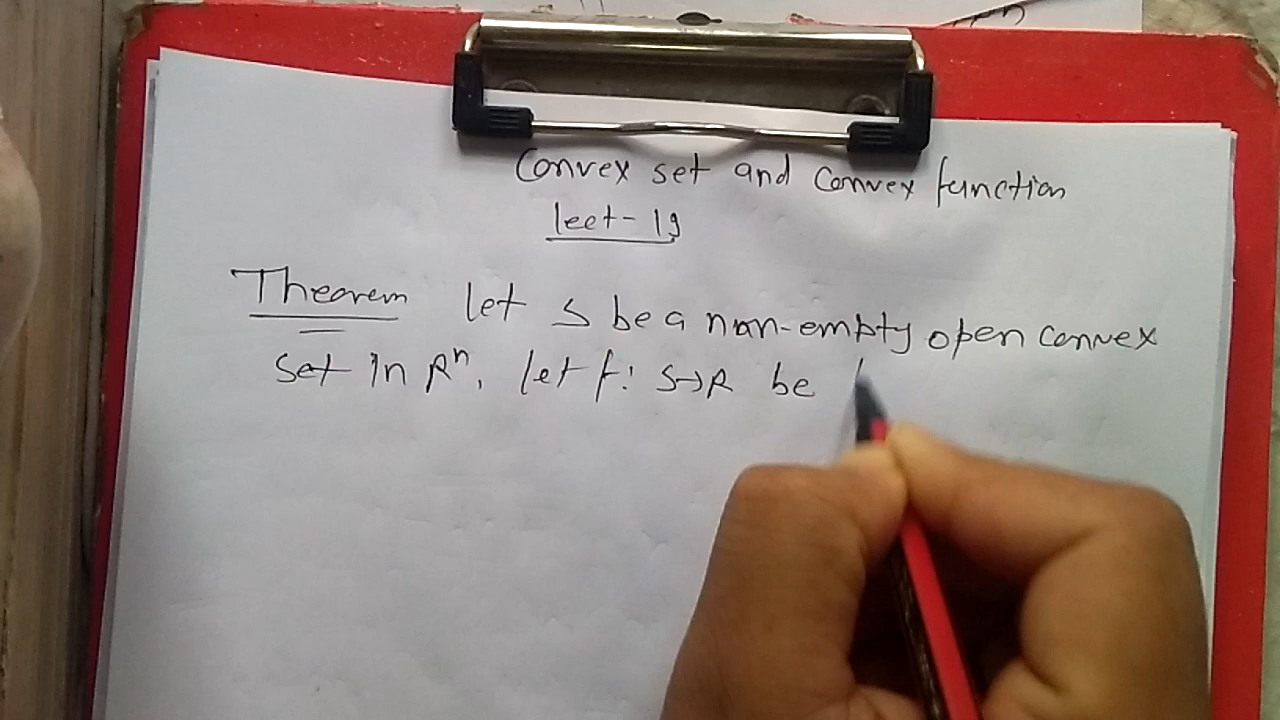 Convex set and Convex function
lect-19
Theorem let S be a non-empty open convex
set in Rⁿ. let f: S→R be